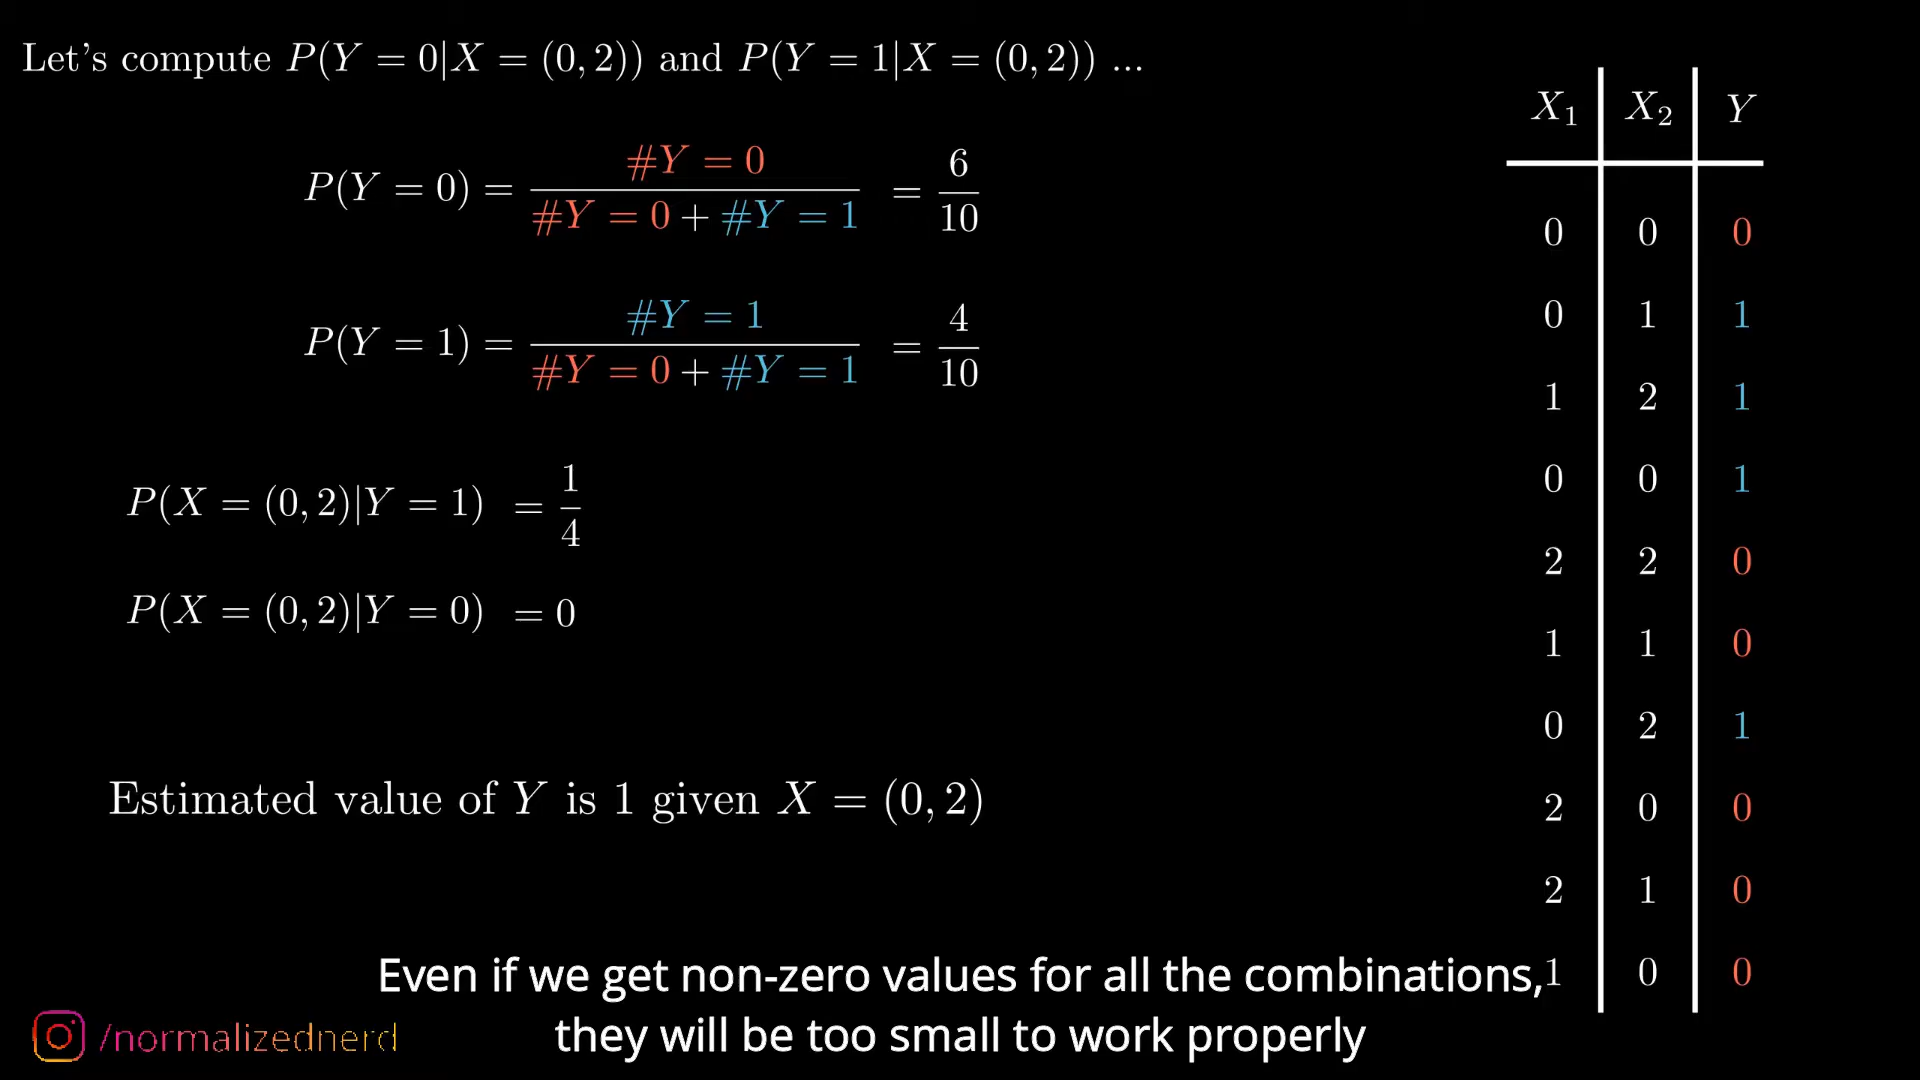 Let's compute P(Y = 0|X = (0, 2)) and P(Y = 1|X = (0, 2)) ...
P(Y = 0) = #Y = 0 / #Y = 0 + #Y = 1 = 6/10
P(Y = 1) = #Y = 1 / #Y = 0 + #Y = 1 = 4/10
P(X = (0, 2)|Y = 1) = 1/4
P(X = (0, 2)|Y = 0) = 0
Estimated value of Y is 1 given X = (0, 2)
X₁ X₂ Y
0 0 0
0 1 1
1 2 1
0 0 1
2 2 0
1 1 0
0 2 1
2 0 0
2 1 0
1 0 0
Even if we get non-zero values for all the combinations,
they will be too small to work properly
/normalizednerd